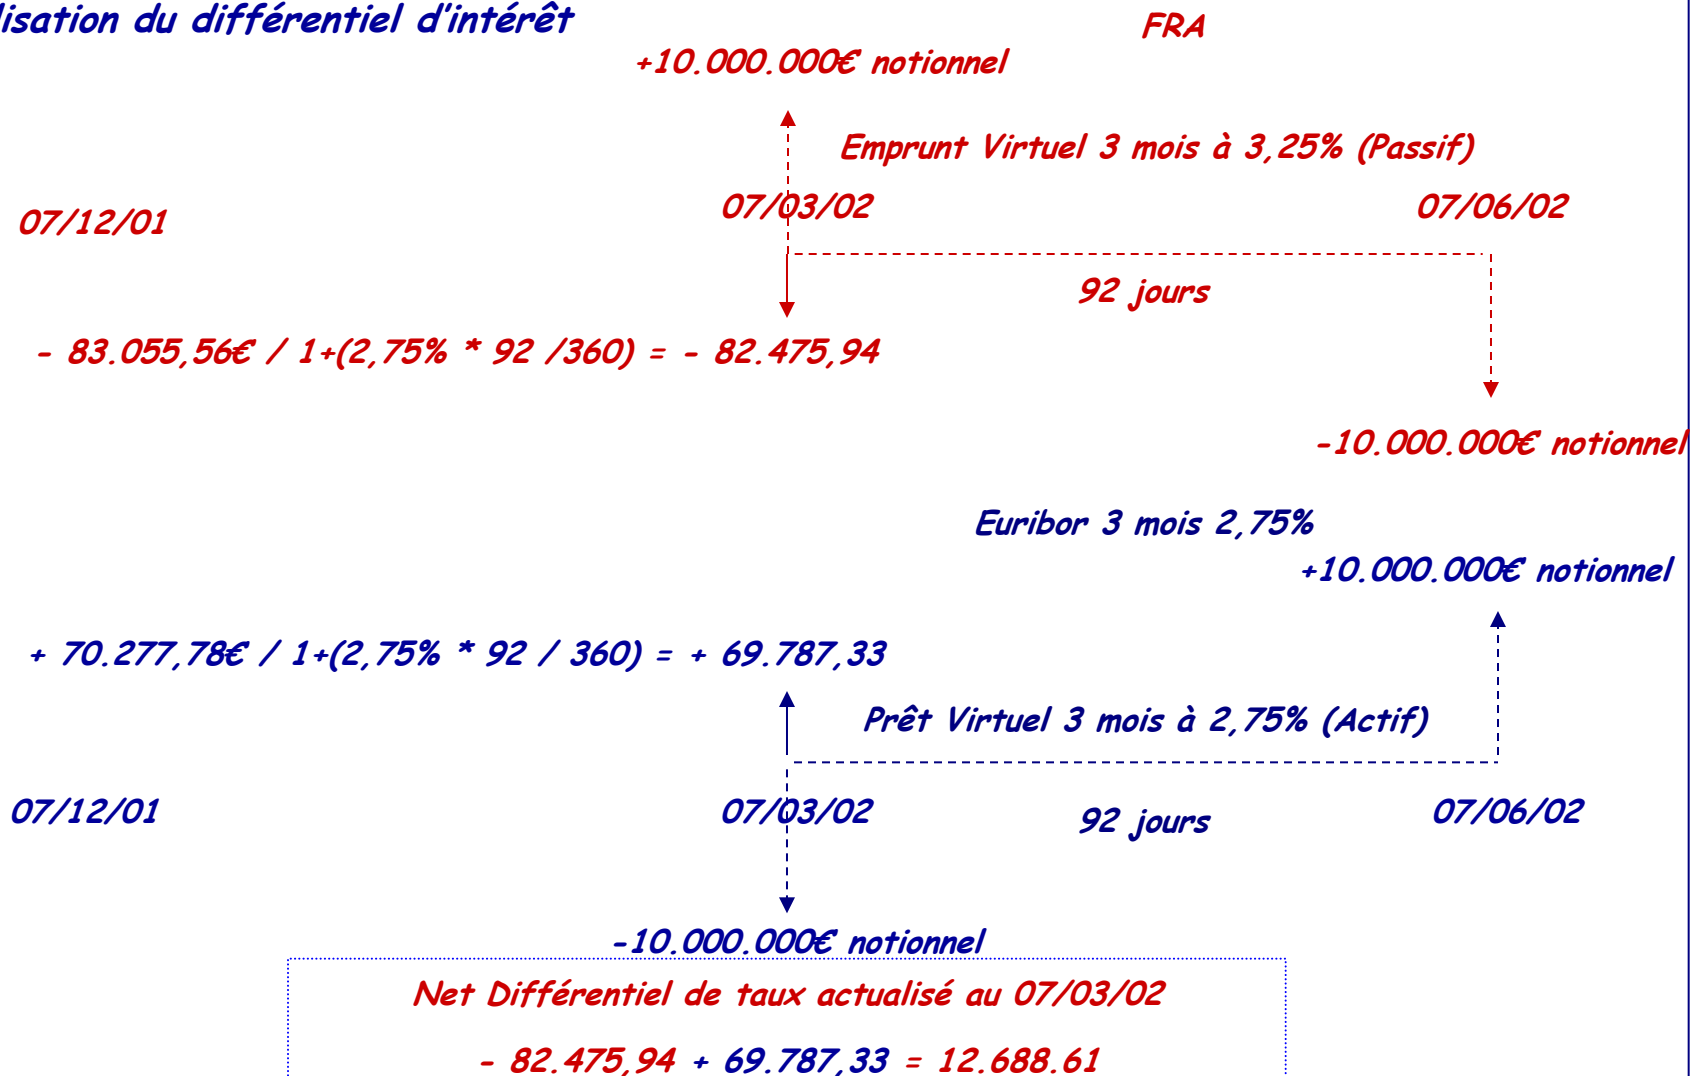 lisation du différentiel d'intérêt
FRA
+10.000.000€ notionnel
Emprunt Virtuel 3 mois à 3,25% (Passif)
07/12/01
07/03/02
07/06/02
92 jours
- 83.055,56€ / 1+(2,75% * 92 /360) = - 82.475,94
-10.000.000€ notionnel
Euribor 3 mois 2,75%
+10.000.000€ notionnel
+ 70.277,78€ / 1+(2,75% * 92 / 360) = + 69.787,33
Prêt Virtuel 3 mois à 2,75% (Actif)
07/12/01
07/03/02
92 jours
07/06/02
-10.000.000€ notionnel
Net Différentiel de taux actualisé au 07/03/02
- 82.475,94 + 69.787,33 = 12.688.61